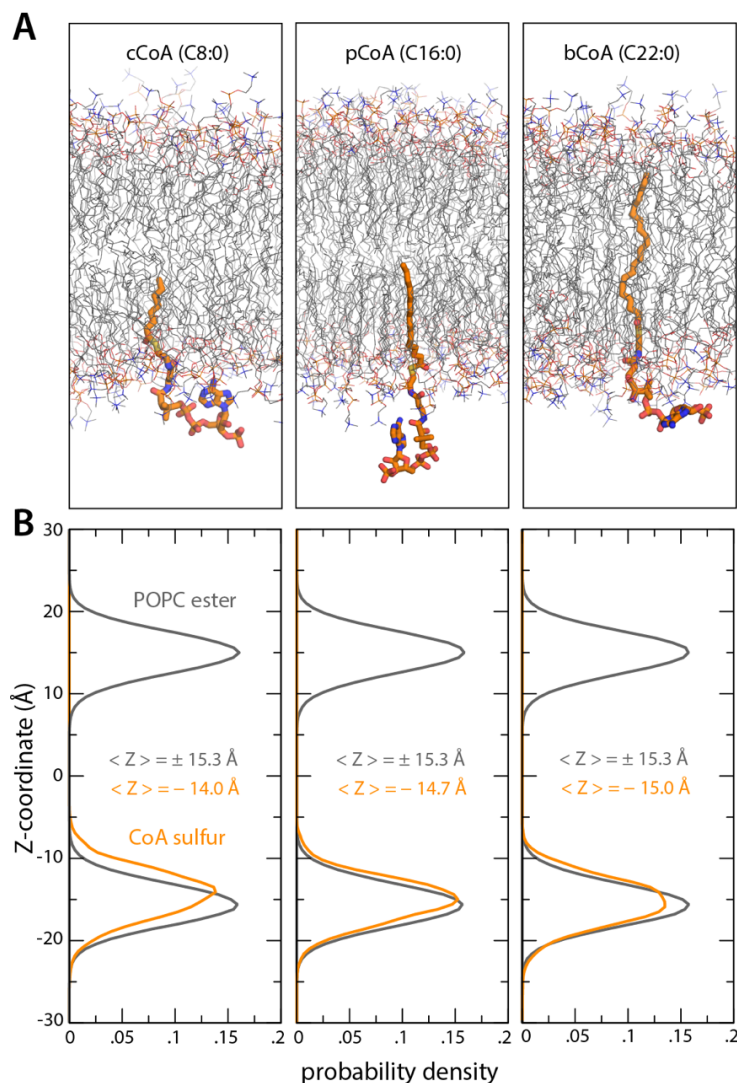 A
cCoA (C8:0) pCoA (C16:0) bCoA (C22:0)
B
30
20
10
0
-10
-20
-30
Z-coordinate (Å)
POPC ester
< Z > = ± 15.3 Å < Z > = ± 15.3 Å < Z > = ± 15.3 Å
< Z > = − 14.0 Å < Z > = − 14.7 Å < Z > = − 15.0 Å
CoA sulfur
0 .05 .1 .15 .2 0 .05 .1 .15 .2 0 .05 .1 .15 .2
probability density